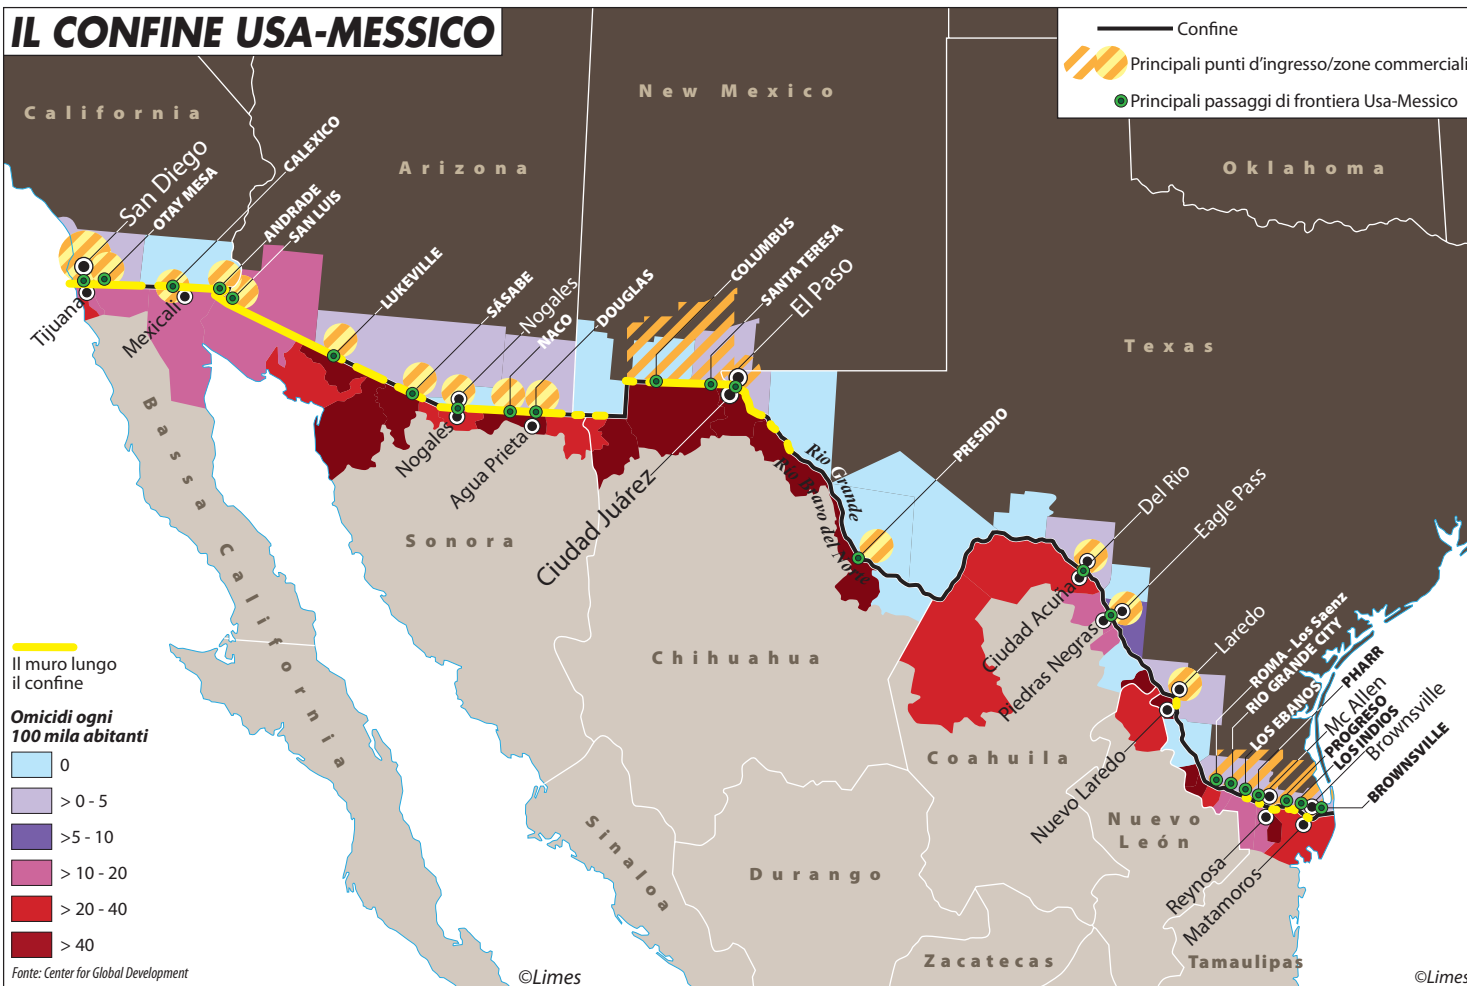 IL CONFINE USA-MESSICO
Confine
Principali punti d'ingresso/zone commerciali
Principali passaggi di frontiera Usa-Messico
California
Arizona
New Mexico
Oklahoma
Texas
San Diego
OTAY MESA
CALEXICO
ANDRADE
SAN LUIS
LUKEVILLE
SÁSABE
Nogales
NACO
DOUGLAS
COLUMBUS
SANTA TERESA
El Paso
PRESIDIO
Del Rio
Eagle Pass
Laredo
ROMA - Los Saenz
RIO GRANDE CITY
LOS EBANOS
PHARR
Mc Allen
PROGRESO
LOS INDIOS
Brownsville
BROWNSVILLE
Tijuana
Mexicali
Nogales
Agua Prieta
Ciudad Juárez
Rio Grande
Río Bravo del Norte
Ciudad Acuña
Piedras Negras
Nuevo Laredo
Reynosa
Matamoros
Bassa California
Sonora
Chihuahua
Coahuila
Nuevo
León
Sinaloa
Durango
Zacatecas
Tamaulipas
Il muro lungo
il confine
Omicidi ogni
100 mila abitanti
0
> 0 - 5
>5 - 10
> 10 - 20
> 20 - 40
> 40
Fonte: Center for Global Development
©Limes
©Limes